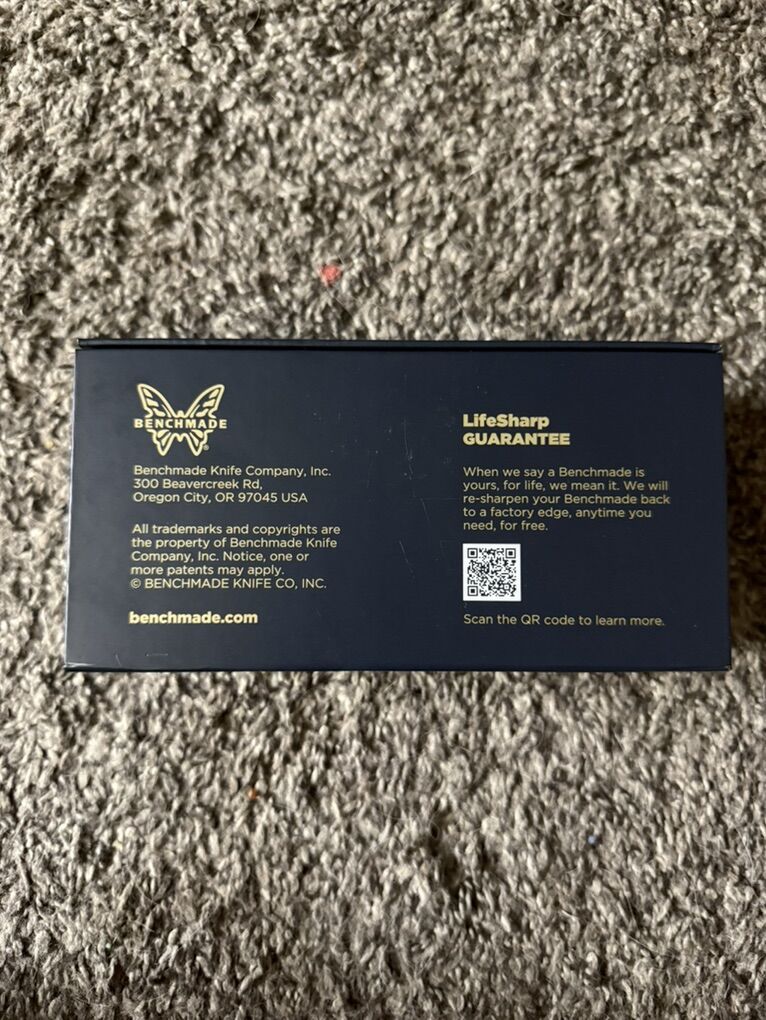 BENCHMADE
®
Benchmade Knife Company, Inc.
300 Beavercreek Rd,
Oregon City, OR 97045 USA
All trademarks and copyrights are
the property of Benchmade Knife
Company, Inc. Notice, one or
more patents may apply.
© BENCHMADE KNIFE CO, INC.
benchmade.com
LifeSharp
GUARANTEE
When we say a Benchmade is
yours, for life, we mean it. We will
re-sharpen your Benchmade back
to a factory edge, anytime you
need, for free.
Scan the QR code to learn more.